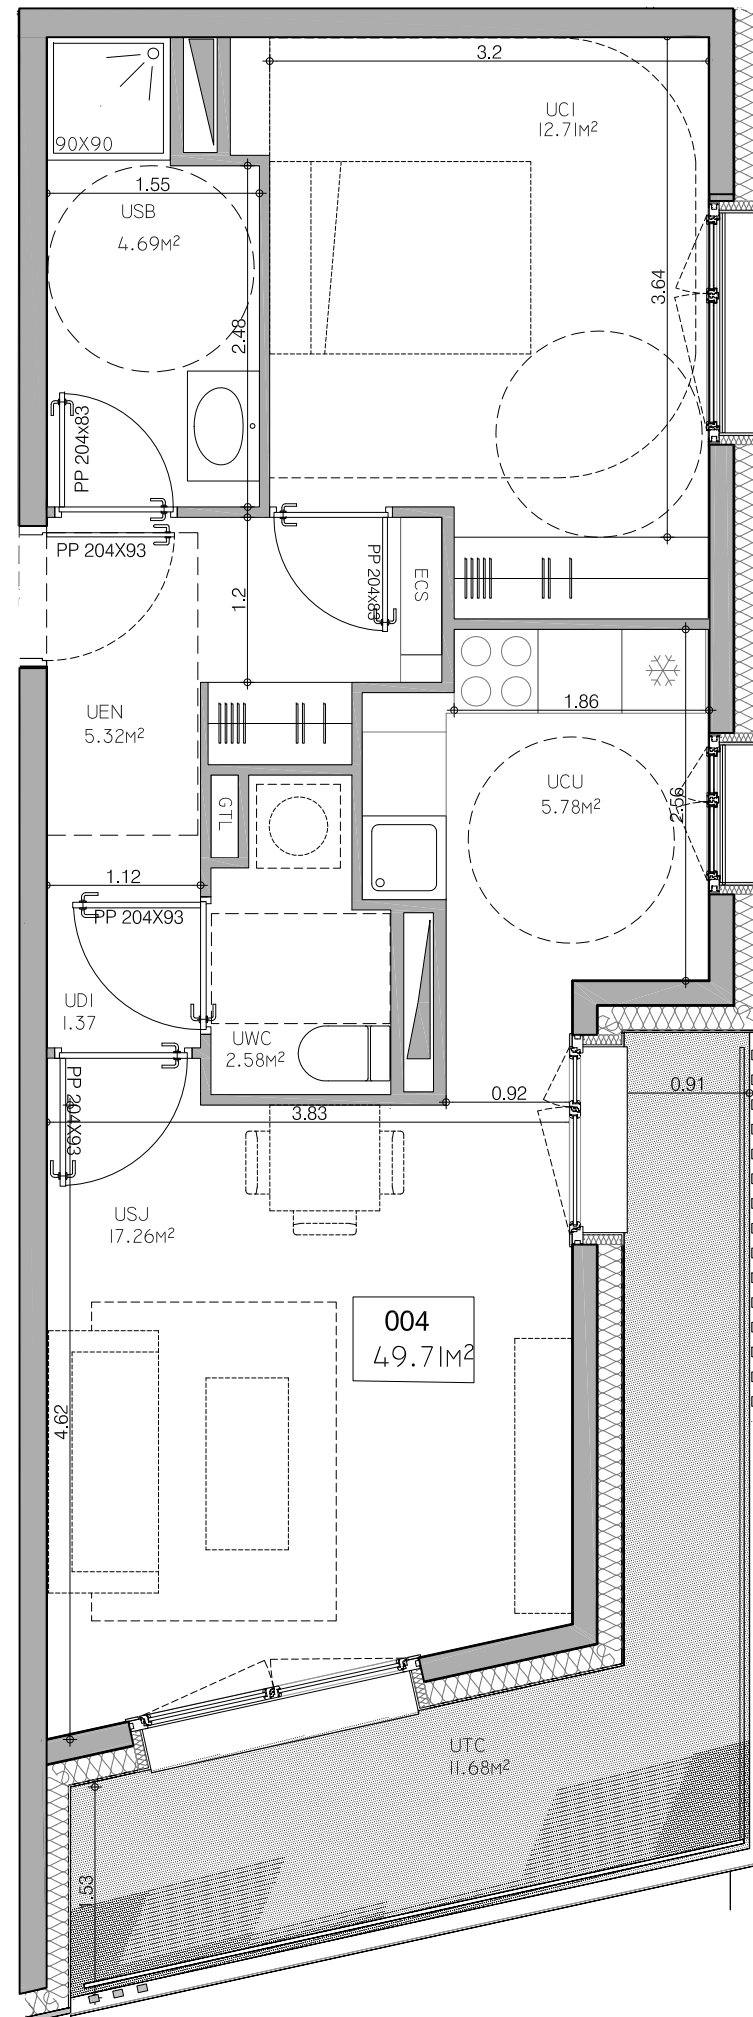 3.2
UCI
12.71M²
90X90
1.55
USB
4.69M²
3.64
2.48
PP 204x83
PP 204X93
PP 204x83
ECS
1.2
UEN
5.32M²
1.86
UCU
5.78M²
2.56
GTL
1.12
PP 204X93
UDI
1.37
UWC
2.58M²
PP 204X93
3.83
0.92
0.91
USJ
17.26M²
004
49.71M²
4.62
UTC
11.68M²
1.53